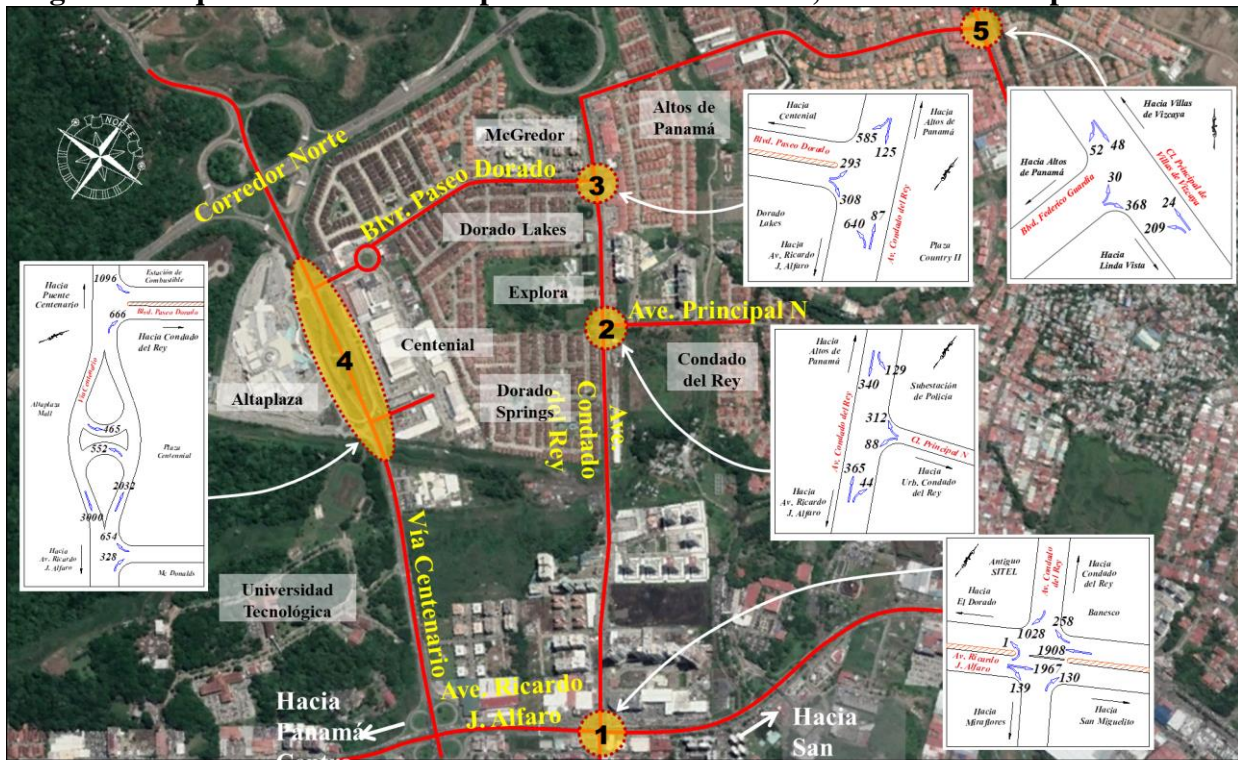 NORTE
Corredor Norte
McGredor
Altos de
Panamá
Blvr. Paseo Dorado
Dorado Lakes
Explora
Ave. Principal N
Centenial
Condado
del Rey
Dorado
Springs
Altaplaza
Ave.
Condado
del Rey
Vía Centenario
Universidad
Tecnológica
Ave. Ricardo
J. Alfaro
Hacia
Panamá
Hacia
San
1
2
3
4
5
1096
Estación de
Combustible
Hacia
Puente
Centenario
666
Blvd. Paseo Dorado
Hacia Condado
del Rey
Vía Centenario
Altaplaza
Mall
465
552
Plaza
Centennial
2032
3000
654
328
Hacia
Av. Ricardo
J. Alfaro
Mc Donalds
Hacia
Centenial
585
125
Hacia
Altos de
Panamá
Blvd. Paseo Dorado
293
308
Dorado
Lakes
640
87
Hacia
Av, Ricardo
J, Alfaro
Av. Condado del Rey
Plaza
Country II
Hacia Villas
de Vizcaya
52
48
Hacia Altos
de Panamá
Cl. Principal de
Villas de Vizcaya
30
Blvd. Federico Guardia
368
24
209
Hacia
Linda Vista
Hacia
Altos de
Panamá
129
340
Subestación
de Policía
Av. Condado del Rey
312
88
Cl. Principal N
365
44
Hacia
Av. Ricardo
J. Alfaro
Hacia
Urb. Condado
del Rey
Antiguo
SITEL
Av. Condado
del Rey
Hacia
Condado
del Rey
Hacia
El Dorado
Banesco
258
1
1028
1908
Av. Ricardo
J. Alfaro
1967
139
130
Hacia
Miraflores
Hacia
San Miguelito